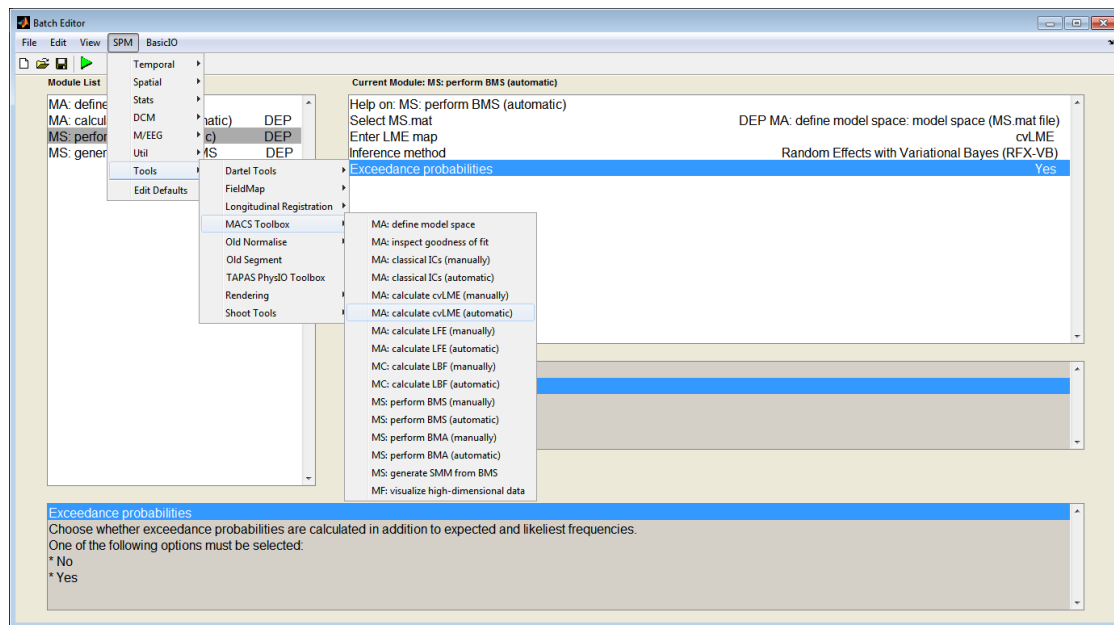 Batch Editor
File Edit View SPM BasicIO
Module List
MA: define
MA: calcul natic) DEP
MS: perfor c) DEP
MS: gener MS DEP
Temporal
Spatial
Stats
DCM
M/EEG
Util
Tools
Edit Defaults
Dartel Tools
FieldMap
Longitudinal Registration
MACS Toolbox
Old Normalise
Old Segment
TAPAS PhysIO Toolbox
Rendering
Shoot Tools
MA: define model space
MA: inspect goodness of fit
MA: classical ICs (manually)
MA: classical ICs (automatic)
MA: calculate cvLME (manually)
MA: calculate cvLME (automatic)
MA: calculate LFE (manually)
MA: calculate LFE (automatic)
MC: calculate LBF (manually)
MC: calculate LBF (automatic)
MS: perform BMS (manually)
MS: perform BMS (automatic)
MS: perform BMA (manually)
MS: perform BMA (automatic)
MS: generate SMM from BMS
MF: visualize high-dimensional data
Current Module: MS: perform BMS (automatic)
Help on: MS: perform BMS (automatic)
Select MS.mat DEP MA: define model space: model space (MS.mat file)
Enter LME map cvLME
Inference method Random Effects with Variational Bayes (RFX-VB)
Exceedance probabilities Yes
Exceedance probabilities
Choose whether exceedance probabilities are calculated in addition to expected and likeliest frequencies.
One of the following options must be selected:
* No
* Yes